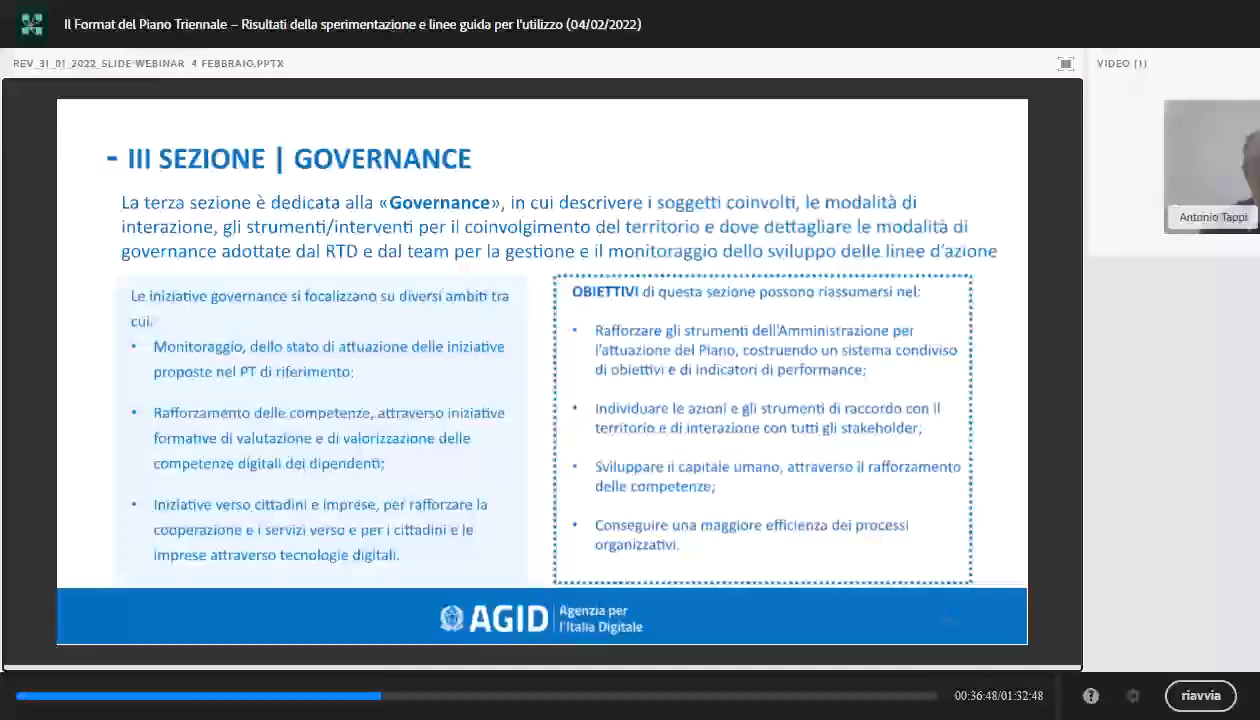 Il Format del Piano Triennale – Risultati della sperimentazione e linee guida per l'utilizzo (04/02/2022)
REV_31_01_2022_SLIDE WEBINAR 4 FEBBRAIO.PPTX
VIDEO (1)
- III SEZIONE | GOVERNANCE
La terza sezione è dedicata alla «Governance», in cui descrivere i soggetti coinvolti, le modalità di
interazione, gli strumenti/interventi per il coinvolgimento del territorio e dove dettagliare le modalità di
governance adottate dal RTD e dal team per la gestione e il monitoraggio dello sviluppo delle linee d'azione
Le iniziative governance si focalizzano su diversi ambiti tra
cui:
• Monitoraggio, dello stato di attuazione delle iniziative
proposte nel PT di riferimento;
• Rafforzamento delle competenze, attraverso iniziative
formative di valutazione e di valorizzazione delle
competenze digitali dei dipendenti;
• Iniziative verso cittadini e imprese, per rafforzare la
cooperazione e i servizi verso e per i cittadini e le
imprese attraverso tecnologie digitali.
OBIETTIVI di questa sezione possono riassumersi nel:
• Rafforzare gli strumenti dell'Amministrazione per
l'attuazione del Piano, costruendo un sistema condiviso
di obiettivi e di indicatori di performance;
• Individuare le azioni e gli strumenti di raccordo con il
territorio e di interazione con tutti gli stakeholder;
• Sviluppare il capitale umano, attraverso il rafforzamento
delle competenze;
• Conseguire una maggiore efficienza dei processi
organizzativi.
AGID Agenzia per
l'Italia Digitale
Antonio Tappi
00:36:48/01:32:48
riavvia